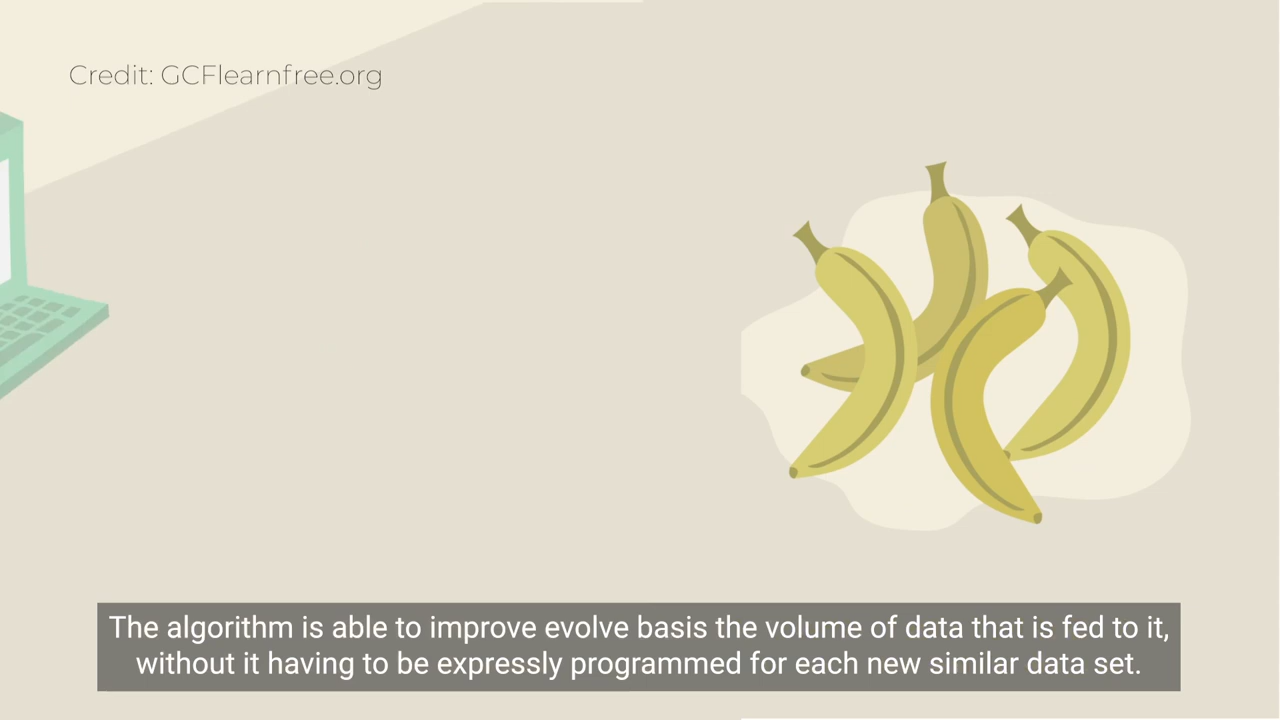 Credit: GCFlearnfree.org
The algorithm is able to improve evolve basis the volume of data that is fed to it,
without it having to be expressly programmed for each new similar data set.